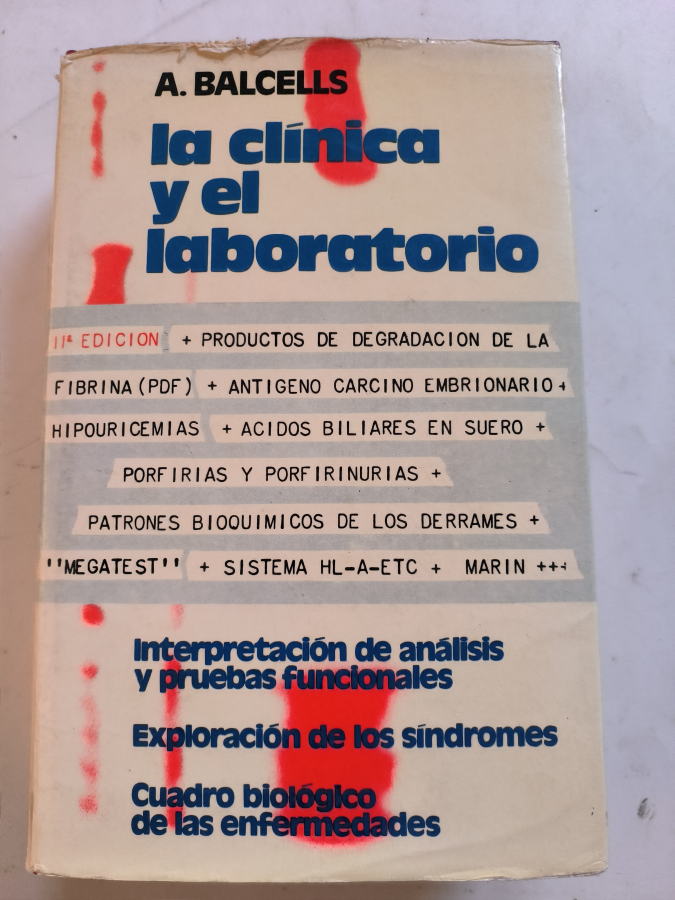 A. BALCELLS
la clínica
y el
laboratorio
11ª EDICION + PRODUCTOS DE DEGRADACION DE LA
FIBRINA (PDF) + ANTIGENO CARCINO EMBRIONARIO +
HIPOURICEMIAS + ACIDOS BILIARES EN SUERO +
PORFIRIAS Y PORFIRINURIAS +
PATRONES BIOQUIMICOS DE LOS DERRAMES +
''MEGATEST'' + SISTEMA HL-A-ETC + MARIN +++
Interpretación de análisis
y pruebas funcionales
Exploración de los síndromes
Cuadro biológico
de las enfermedades